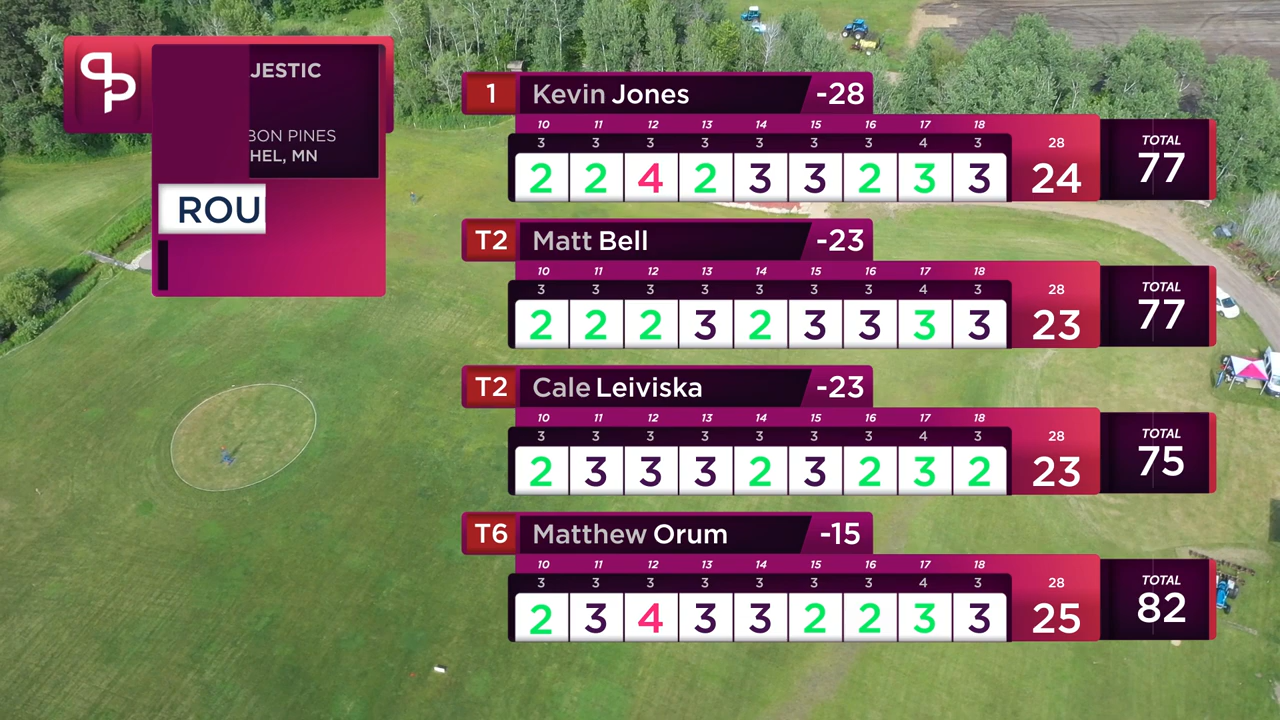 JESTIC
BON PINES
HEL, MN
ROU
1 Kevin Jones -28
10 11 12 13 14 15 16 17 18
3 3 3 3 3 3 3 4 3 28 TOTAL
2 2 4 2 3 3 2 3 3 24 77
T2 Matt Bell -23
10 11 12 13 14 15 16 17 18
3 3 3 3 3 3 3 4 3 28 TOTAL
2 2 2 3 2 3 3 3 3 23 77
T2 Cale Leiviska -23
10 11 12 13 14 15 16 17 18
3 3 3 3 3 3 3 4 3 28 TOTAL
2 3 3 3 2 3 2 3 2 23 75
T6 Matthew Orum -15
10 11 12 13 14 15 16 17 18
3 3 3 3 3 3 3 4 3 28 TOTAL
2 3 4 3 3 2 2 3 3 25 82